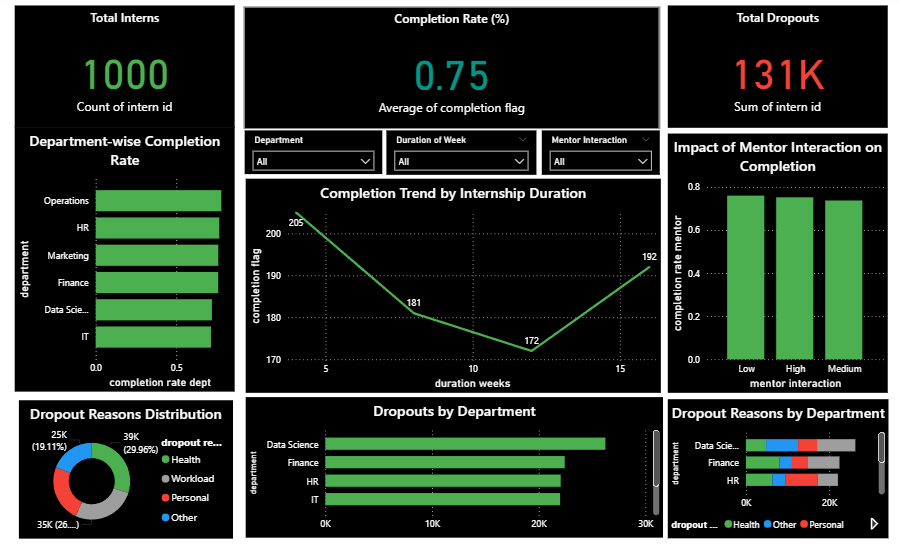 Total Interns
1000
Count of intern id
Completion Rate (%)
0.75
Average of completion flag
Total Dropouts
131K
Sum of intern id
Department
All
Duration of Week
All
Mentor Interaction
All
Department-wise Completion
Rate
Operations
HR
Marketing
Finance
Data Scie...
IT
department
0.0
0.5
completion rate dept
Completion Trend by Internship Duration
205
181
172
192
200
190
180
170
completion flag
5
10
15
duration weeks
Impact of Mentor Interaction on
Completion
0.8
0.6
0.4
0.2
0.0
completion rate mentor
Low
High
Medium
mentor interaction
Dropout Reasons Distribution
25K
(19.11%)
39K
(29.96%)
35K (26....)
dropout re...
Health
Workload
Personal
Other
Dropouts by Department
Data Science
Finance
HR
IT
department
0K
10K
20K
30K
Dropout Reasons by Department
Data Scie...
Finance
HR
department
0K
20K
dropout ...
Health
Other
Personal